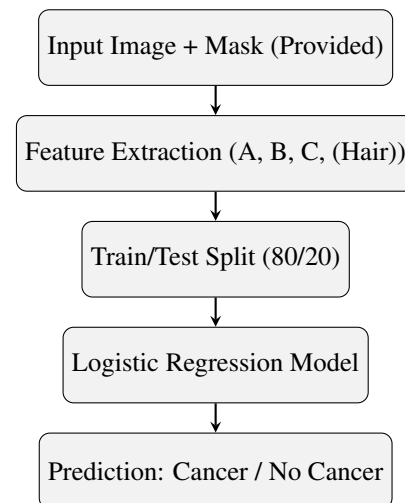 Input Image + Mask (Provided)
Feature Extraction (A, B, C, (Hair))
Train/Test Split (80/20)
Logistic Regression Model
Prediction: Cancer / No Cancer